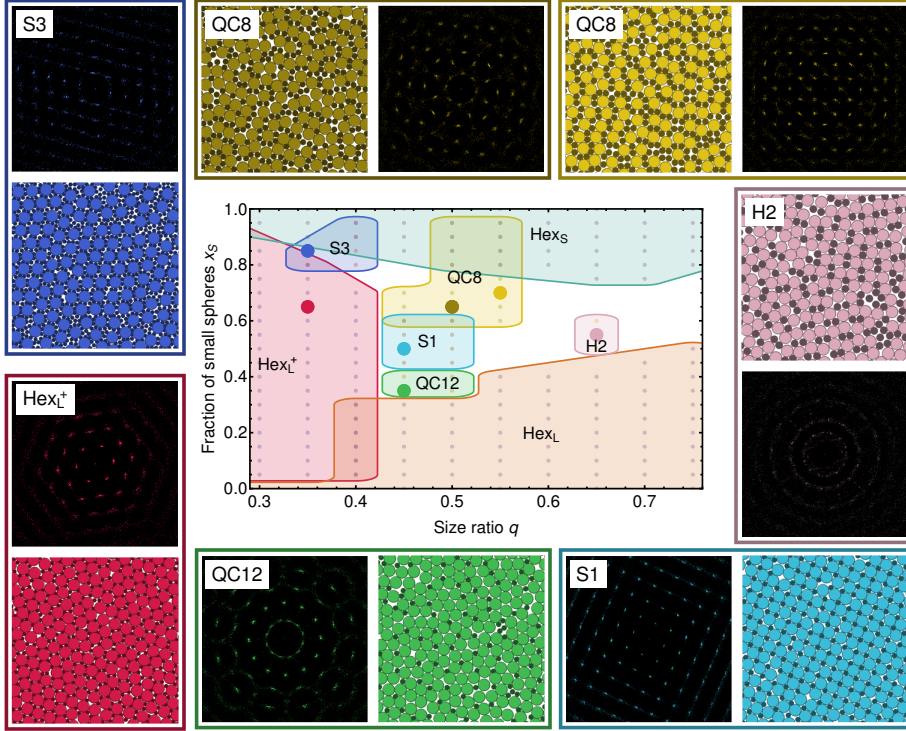 S3
QC8
QC8
H2
Hex_L^+
QC12
S1
Fraction of small spheres x_S
1.0
0.8
0.6
0.4
0.2
0.0
0.3
0.4
0.5
0.6
0.7
Size ratio q
S3
Hex_S
QC8
S1
H2
Hex_L^+
QC12
Hex_L